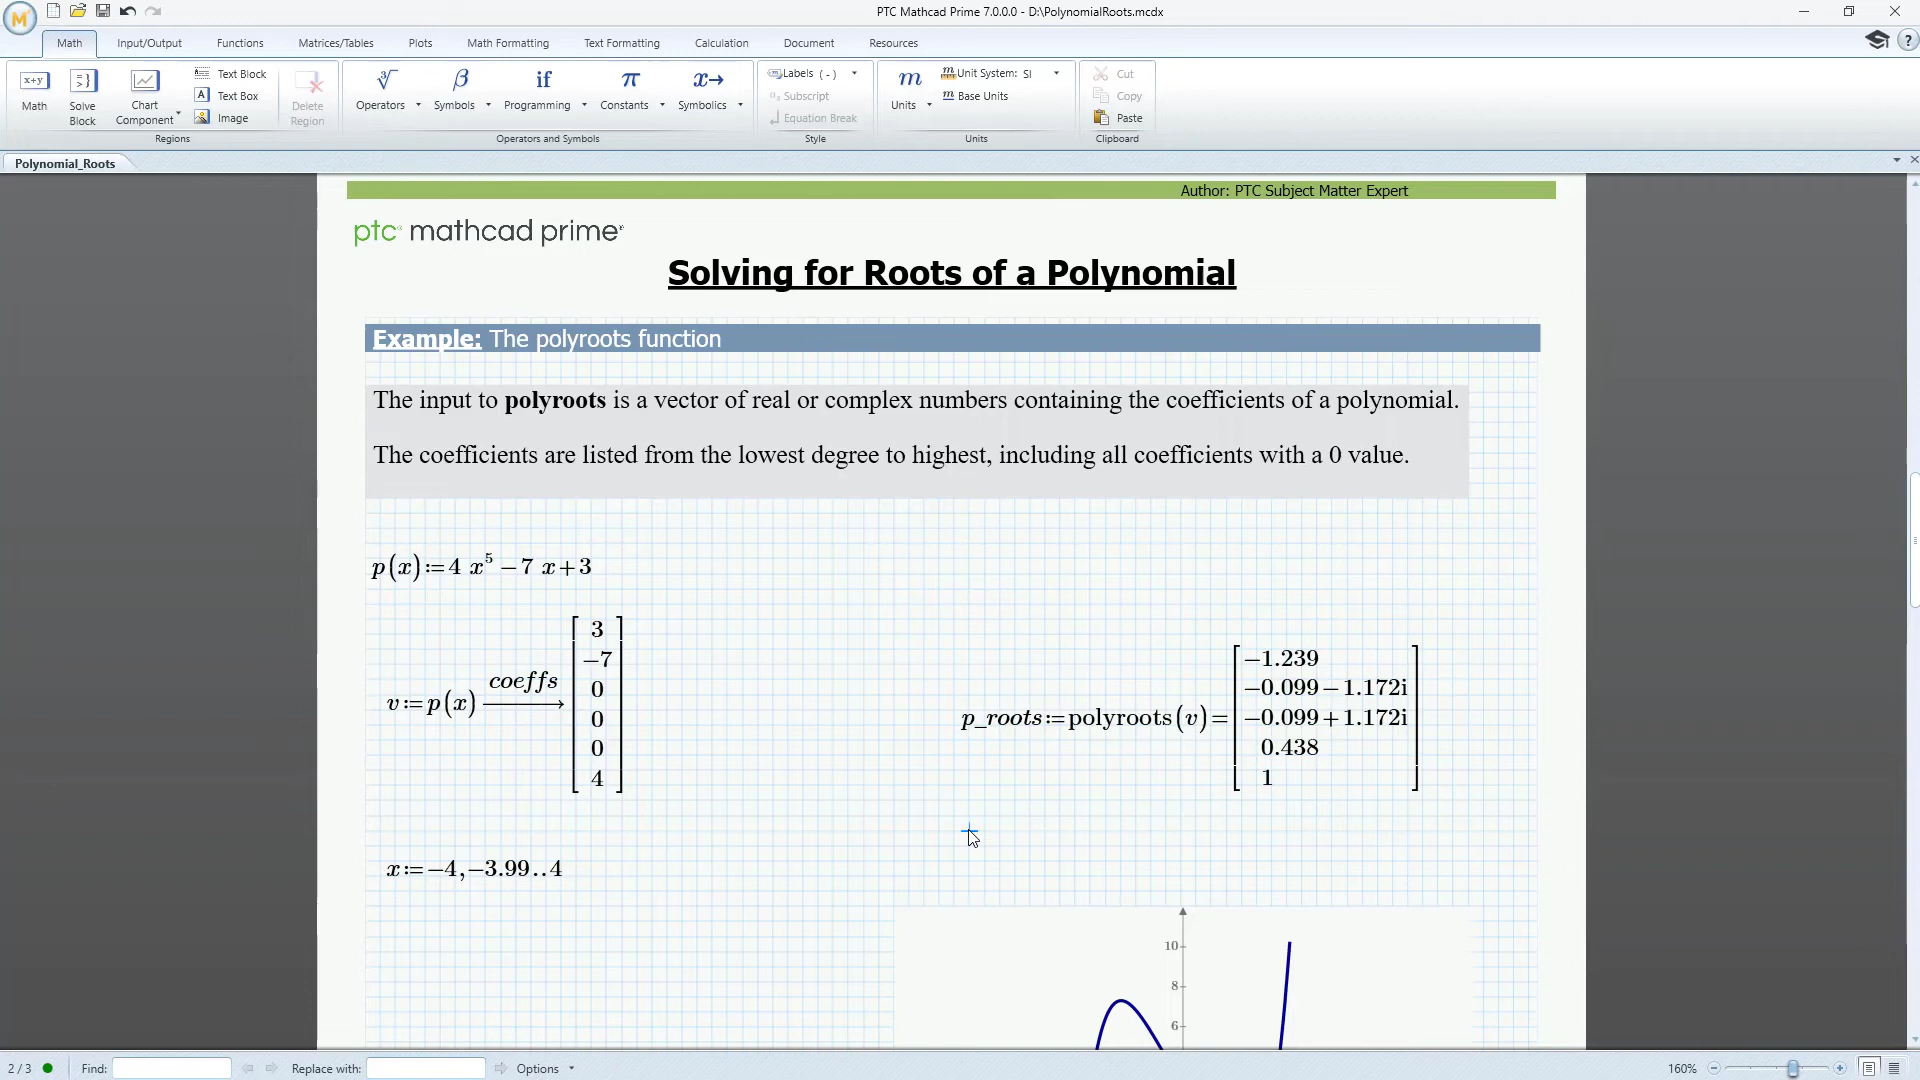 PTC Mathcad Prime 7.0.0.0 - D:\PolynomialRoots.mcdx
Math Input/Output Functions Matrices/Tables Plots Math Formatting Text Formatting Calculation Document Resources
Math
Solve Block
Chart Component
Text Block
Text Box
Image
Delete Region
Regions
Operators
Symbols
if
Programming
π
Constants
Symbolics
Operators and Symbols
Labels ( - )
Subscript
Equation Break
Style
m
Units
Unit System: SI
Base Units
Units
Cut
Copy
Paste
Clipboard
Polynomial_Roots
Author: PTC Subject Matter Expert
ptc mathcad prime
Solving for Roots of a Polynomial
Example: The polyroots function
The input to polyroots is a vector of real or complex numbers containing the coefficients of a polynomial.
The coefficients are listed from the lowest degree to highest, including all coefficients with a 0 value.
p(x):=4 x⁵−7 x+3
v:=p(x) coeffs →
3
−7
0
0
0
4
p_roots:=polyroots(v)=
−1.239
−0.099−1.172i
−0.099+1.172i
0.438
1
x:=−4,−3.99..4
10
8
6
2 / 3 Find: Replace with: Options 160%